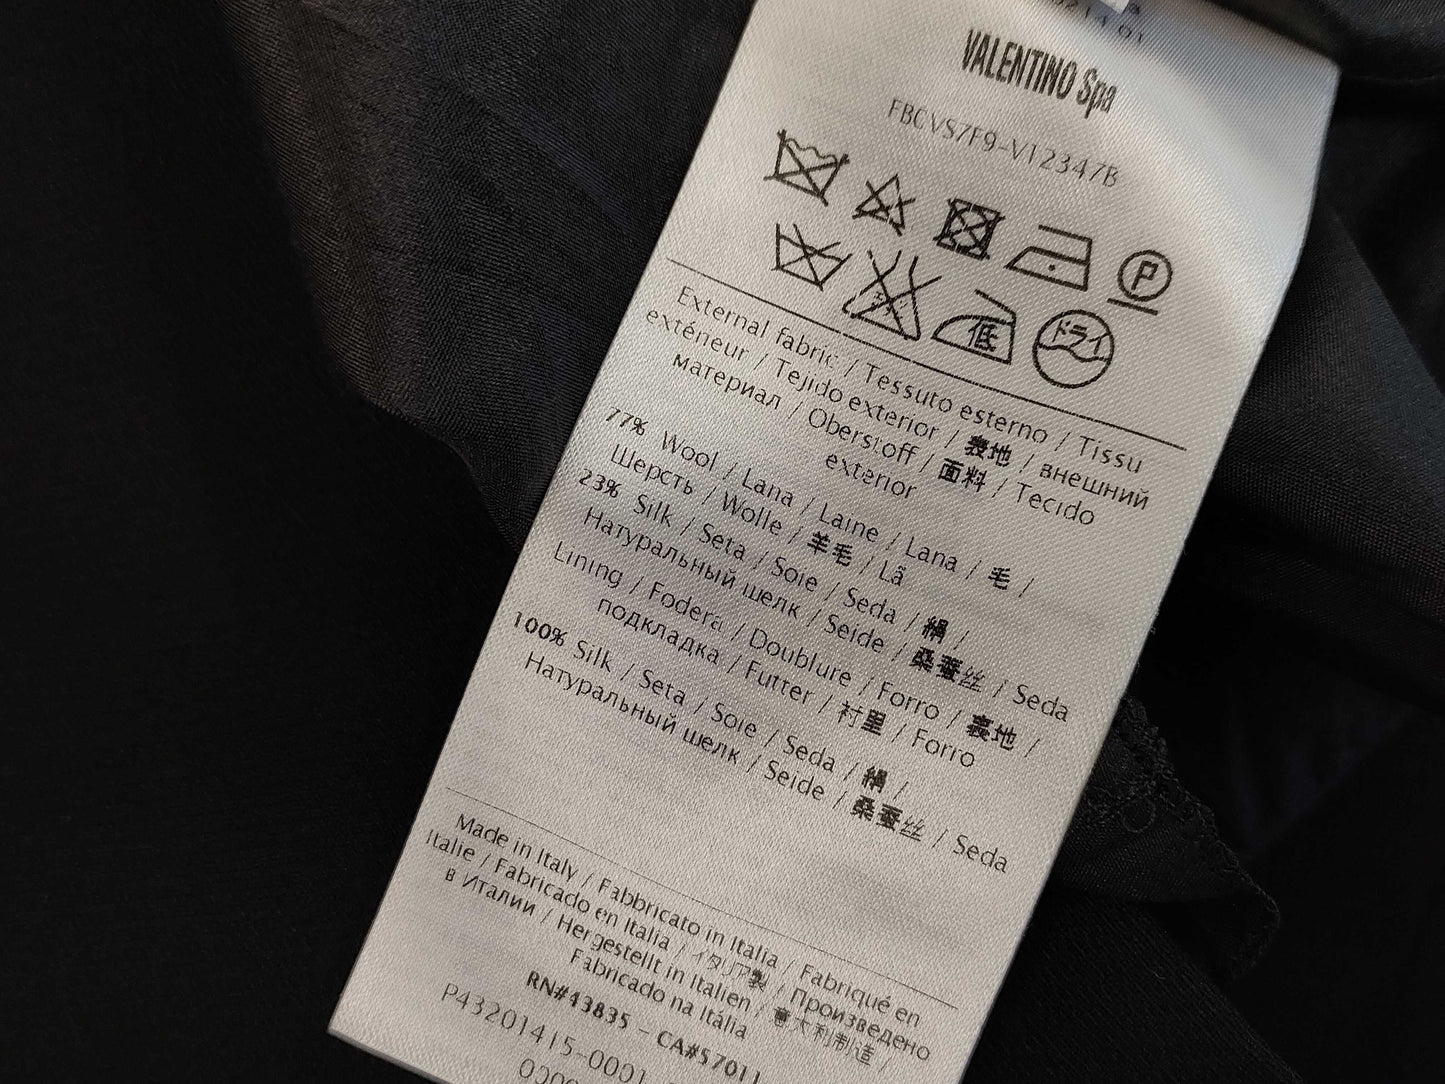 VALENTINO Spa
FBCVS7F9-V12347B
P
低
ドライ
External fabric / Tessuto esterno / Tissu
extérieur / Tejido exterior / 表地 / внешний
материал / Oberstoff / 面料 / Tecido
exterior
77% Wool / Lana / Laine / Lana / 毛 /
Шерсть / Wolle / 羊毛 / Lã
23% Silk / Seta / Soie / Seda / 絹 /
Натуральный шелк / Seide / 桑蚕丝 / Seda
Lining / Fodera / Doublure / Forro / 裏地 /
подкладка / Futter / 衬里 / Forro
100% Silk / Seta / Soie / Seda / 絹 /
Натуральный шелк / Seide / 桑蚕丝 / Seda
Made in Italy / Fabbricato in Italia / Fabriqué en
Italie / Fabricado en Italia / イタリア製 / Произведено
в Италии / Hergestellt in Italien / 意大利制造 /
Fabricado na Itália
RN#43835 - CA#57011
P43201415-0001